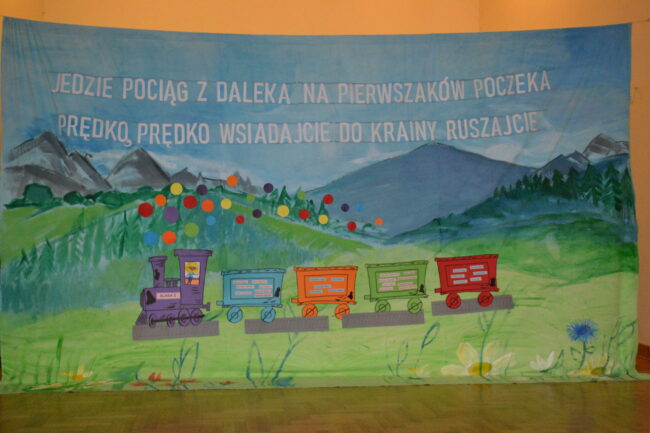 JEDZIE POCIĄG Z DALEKA NA PIERWSZAKÓW POCZEKA
PRĘDKO, PRĘDKO WSIADAJCIE DO KRAINY RUSZAJCIE